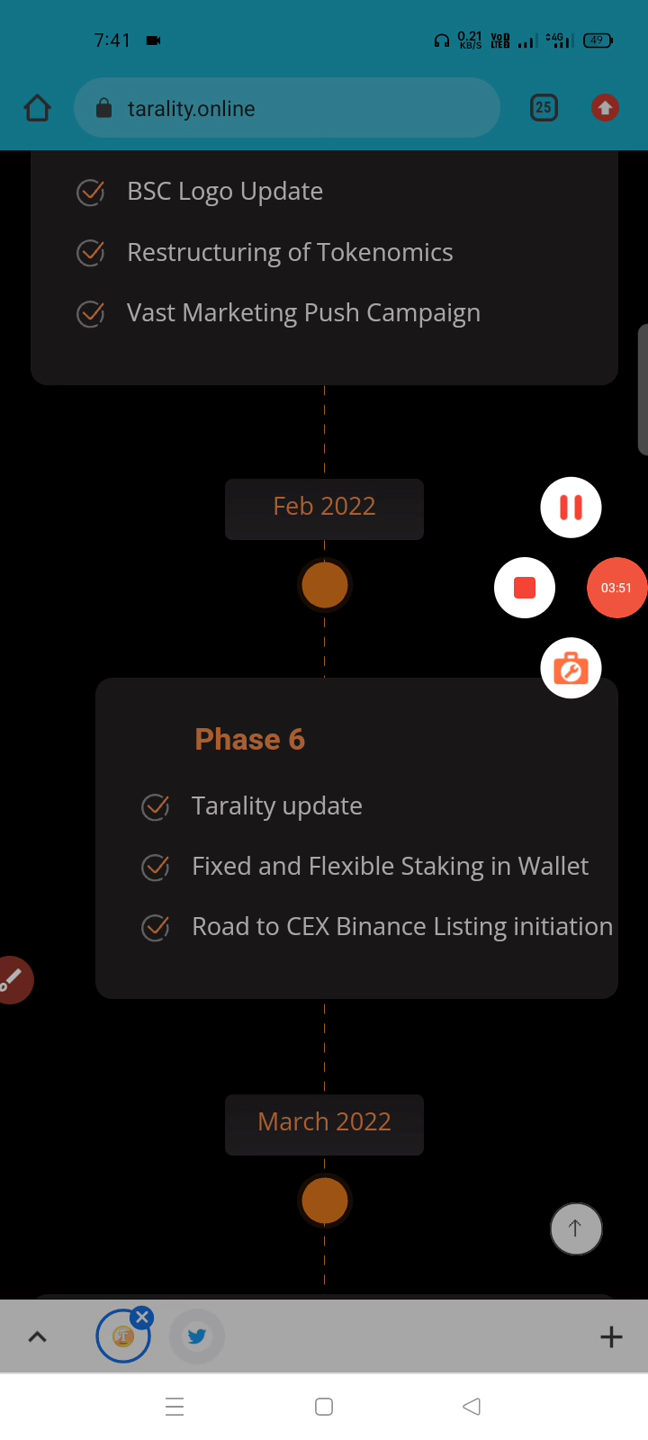 7:41
0.21
KB/S
4G
49
tarality.online
25
BSC Logo Update
Restructuring of Tokenomics
Vast Marketing Push Campaign
Feb 2022
03:51
Phase 6
Tarality update
Fixed and Flexible Staking in Wallet
Road to CEX Binance Listing initiation
March 2022